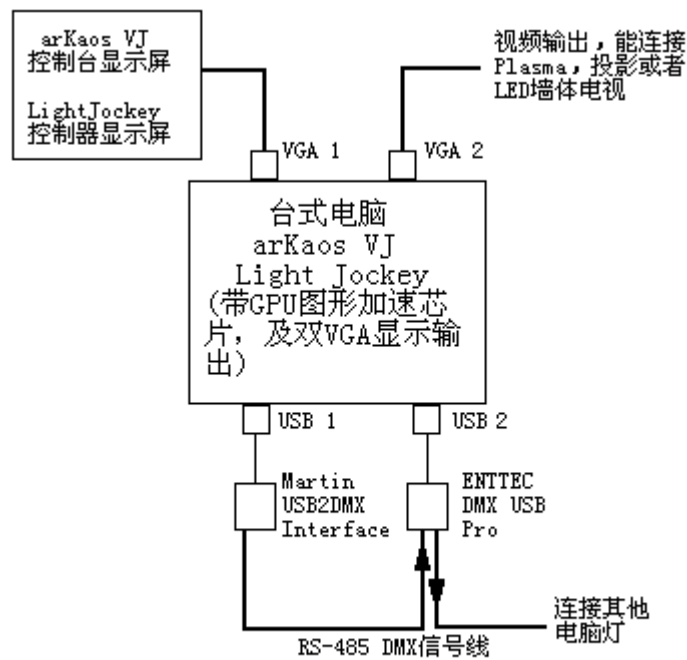 arKaos VJ
控制台显示屏
LightJockey
控制器显示屏
视频输出，能连接
Plasma，投影或者
LED墙体电视
VGA 1
VGA 2
台式电脑
arKaos VJ
Light Jockey
(带GPU图形加速芯
片，及双VGA显示输
出)
USB 1
USB 2
Martin
USB2DMX
Interface
ENTTEC
DMX USB
Pro
连接其他
电脑灯
RS-485 DMX信号线